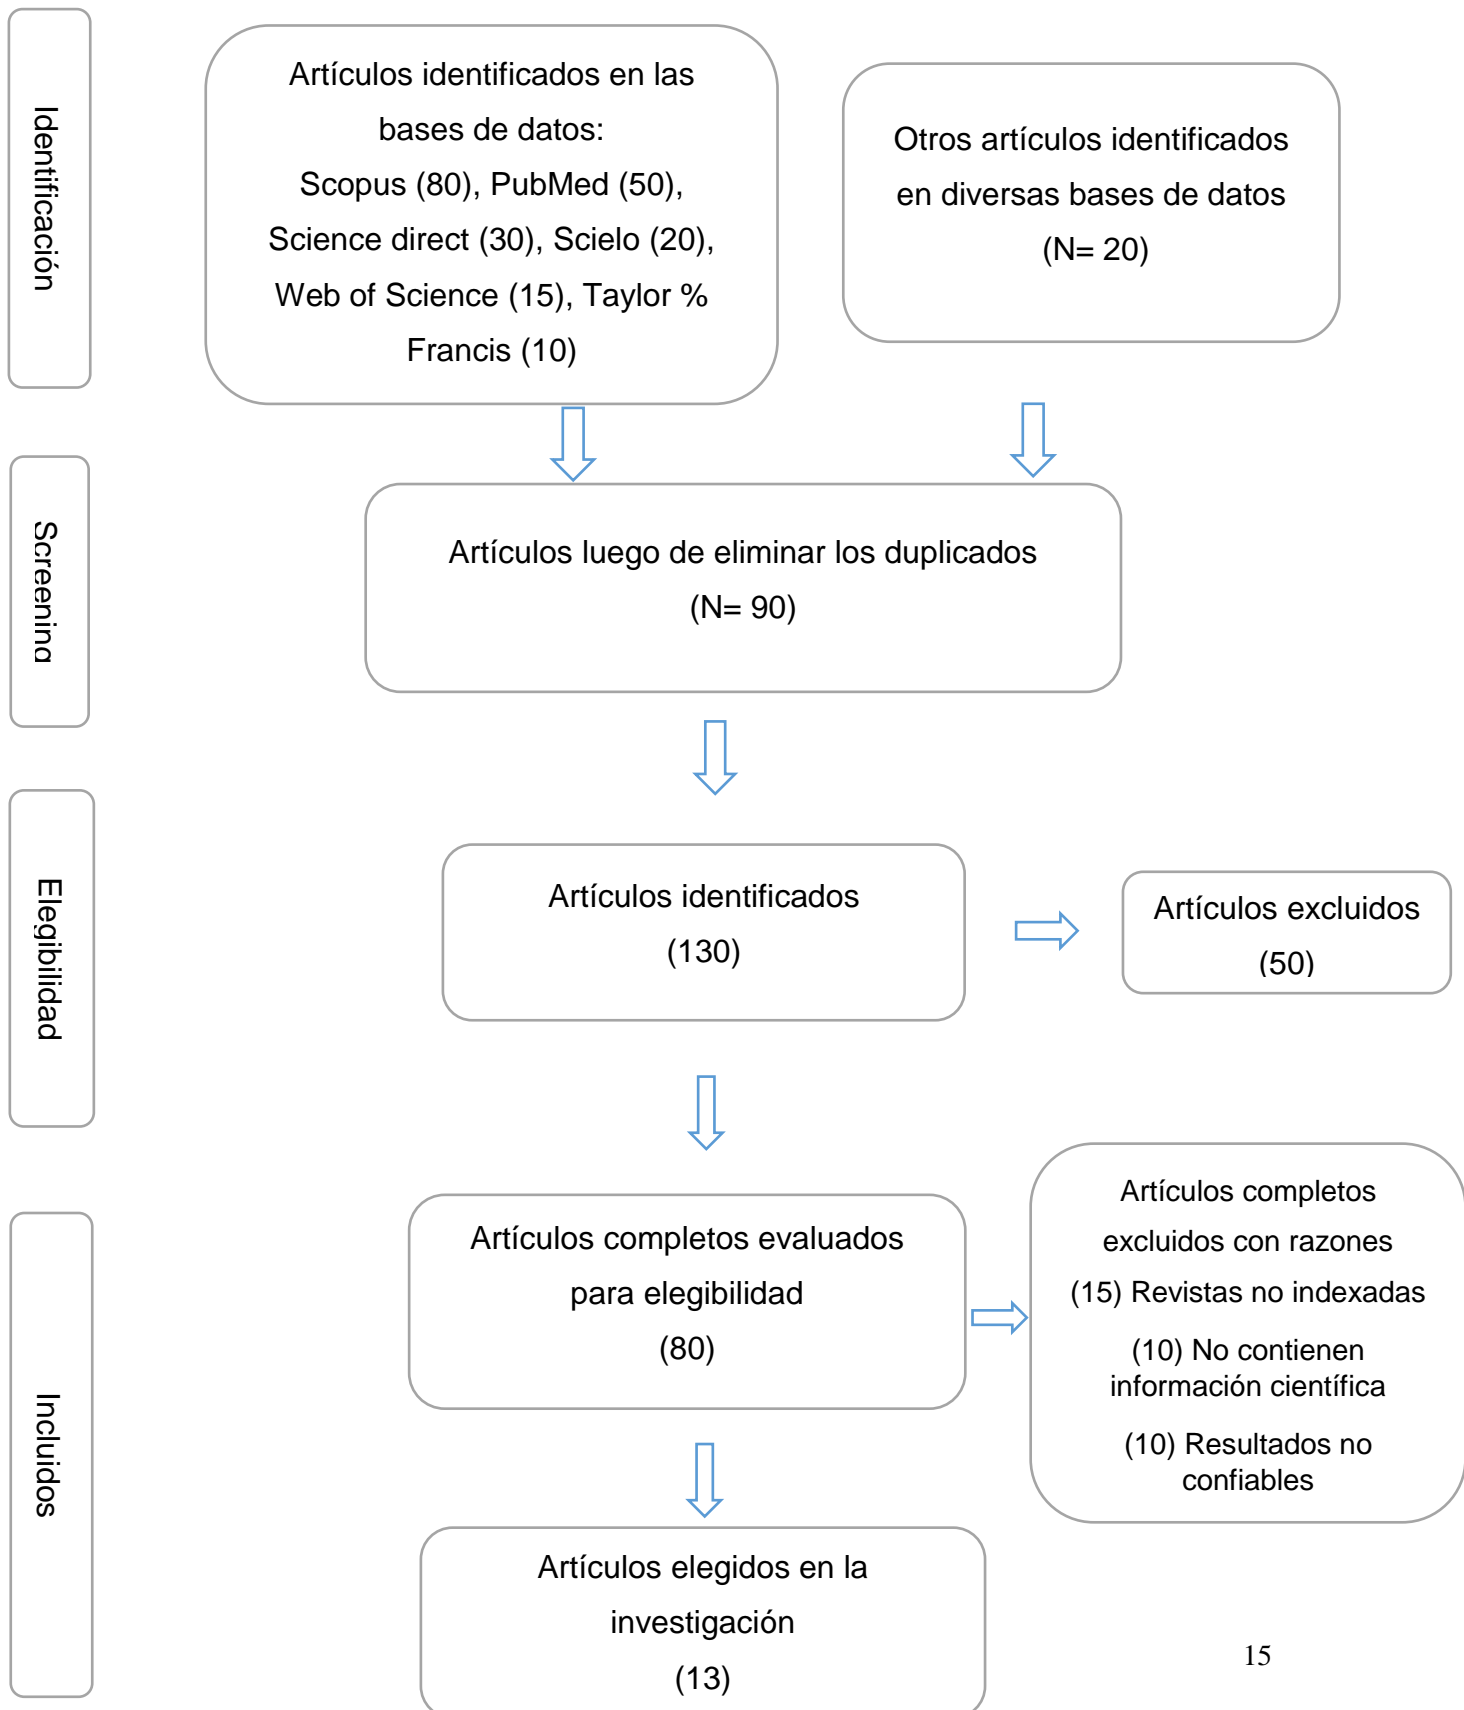 Identificación
Artículos identificados en las
bases de datos:
Scopus (80), PubMed (50),
Science direct (30), Scielo (20),
Web of Science (15), Taylor %
Francis (10)
Otros artículos identificados
en diversas bases de datos
(N= 20)
Screening
Artículos luego de eliminar los duplicados
(N= 90)
Elegibilidad
Artículos identificados
(130)
Artículos excluidos
(50)
Incluidos
Artículos completos evaluados
para elegibilidad
(80)
Artículos completos
excluidos con razones
(15) Revistas no indexadas
(10) No contienen
información científica
(10) Resultados no
confiables
Artículos elegidos en la
investigación
(13)
15